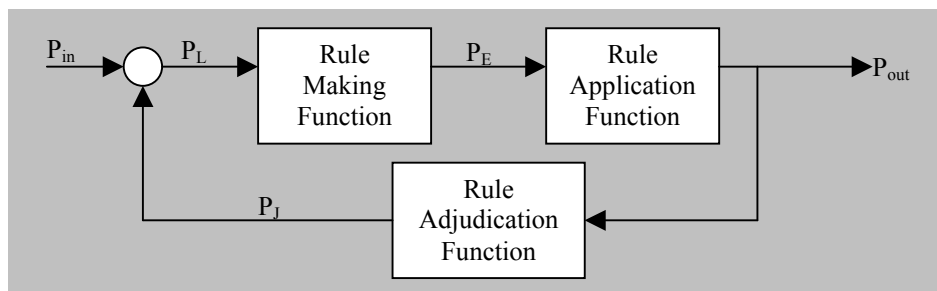 P_in
P_L
Rule
Making
Function
P_E
Rule
Application
Function
P_out
P_J
Rule
Adjudication
Function